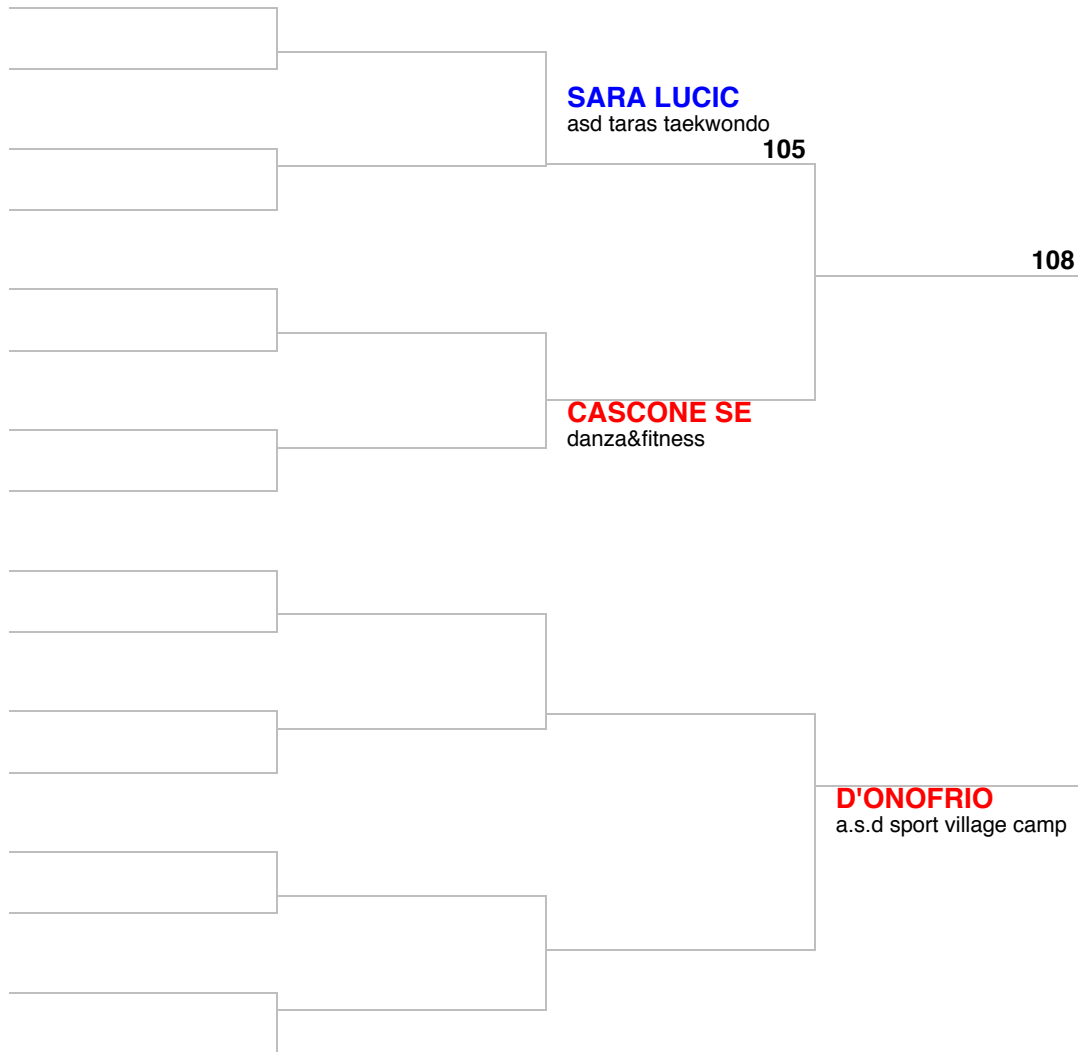 SARA LUCIC
asd taras taekwondo
105
108
CASCONE SE
danza&fitness
D'ONOFRIO
a.s.d sport village camp